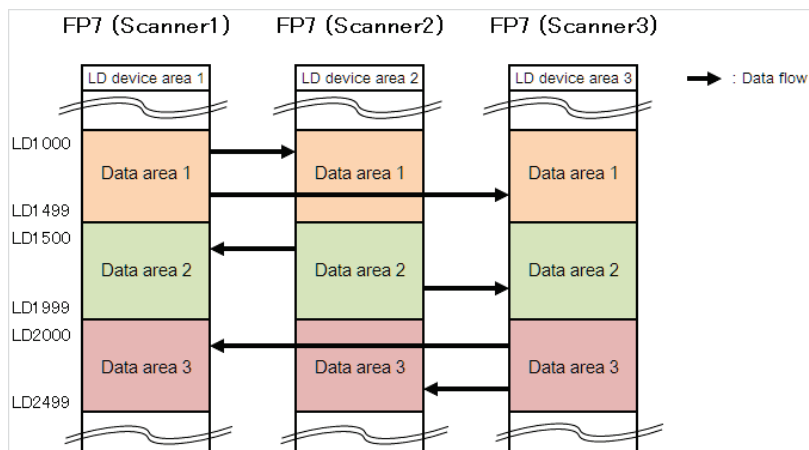 FP7 (Scanner1) FP7 (Scanner2) FP7 (Scanner3)
LD device area 1 LD device area 2 LD device area 3 : Data flow
LD1000
Data area 1 Data area 1 Data area 1
LD1499
LD1500
Data area 2 Data area 2 Data area 2
LD1999
LD2000
Data area 3 Data area 3 Data area 3
LD2499